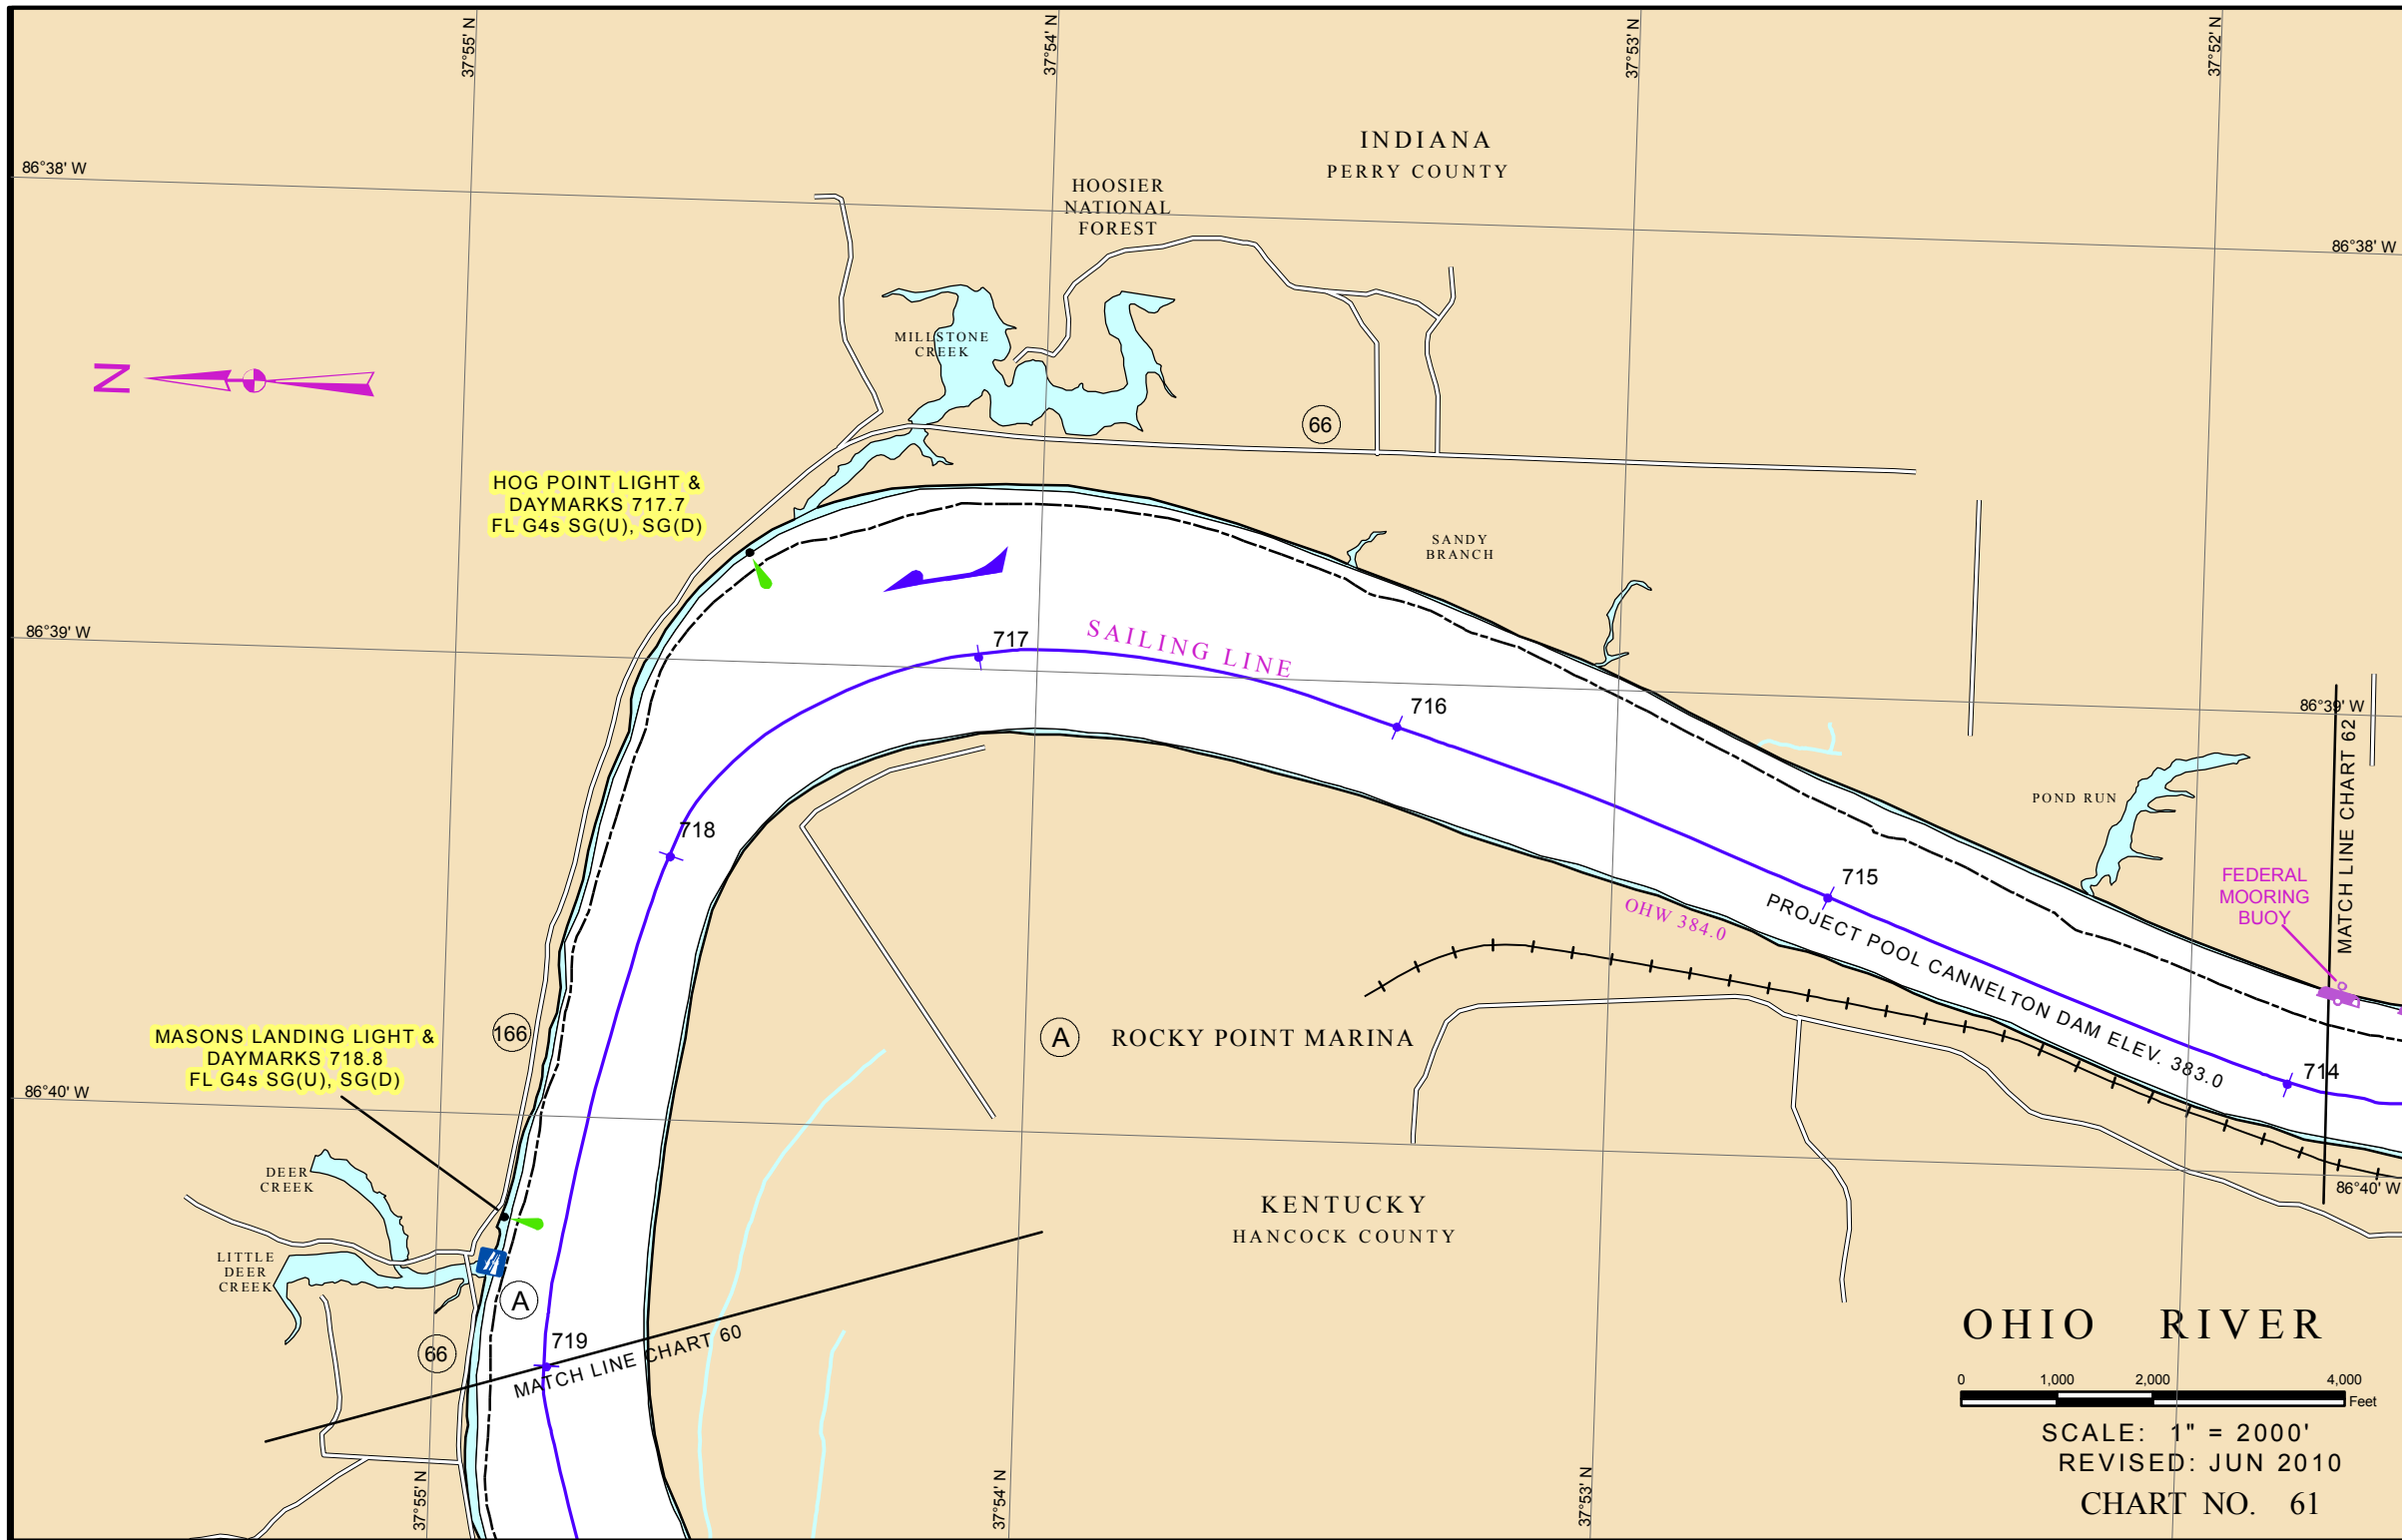 37°55' N
37°54' N
37°53' N
37°52' N
INDIANA
PERRY COUNTY
86°38' W
HOOSIER
NATIONAL
FOREST
86°38' W
MILLSTONE
CREEK
N
66
HOG POINT LIGHT &
DAYMARKS 717.7
FL G4s SG(U), SG(D)
SANDY
BRANCH
86°39' W
717
SAILING LINE
716
86°39' W
MATCH LINE CHART 62
POND RUN
718
715
FEDERAL
MOORING
BUOY
OHW 384.0
PROJECT POOL CANNELTON DAM ELEV. 383.0
166
A
ROCKY POINT MARINA
MASONS LANDING LIGHT &
DAYMARKS 718.8
FL G4s SG(U), SG(D)
714
86°40' W
DEER
CREEK
86°40' W
KENTUCKY
HANCOCK COUNTY
LITTLE
DEER
CREEK
A
66
719
MATCH LINE CHART 60
OHIO RIVER
0 1,000 2,000 4,000
Feet
SCALE: 1" = 2000'
REVISED: JUN 2010
CHART NO. 61
37°55' N
37°54' N
37°53' N